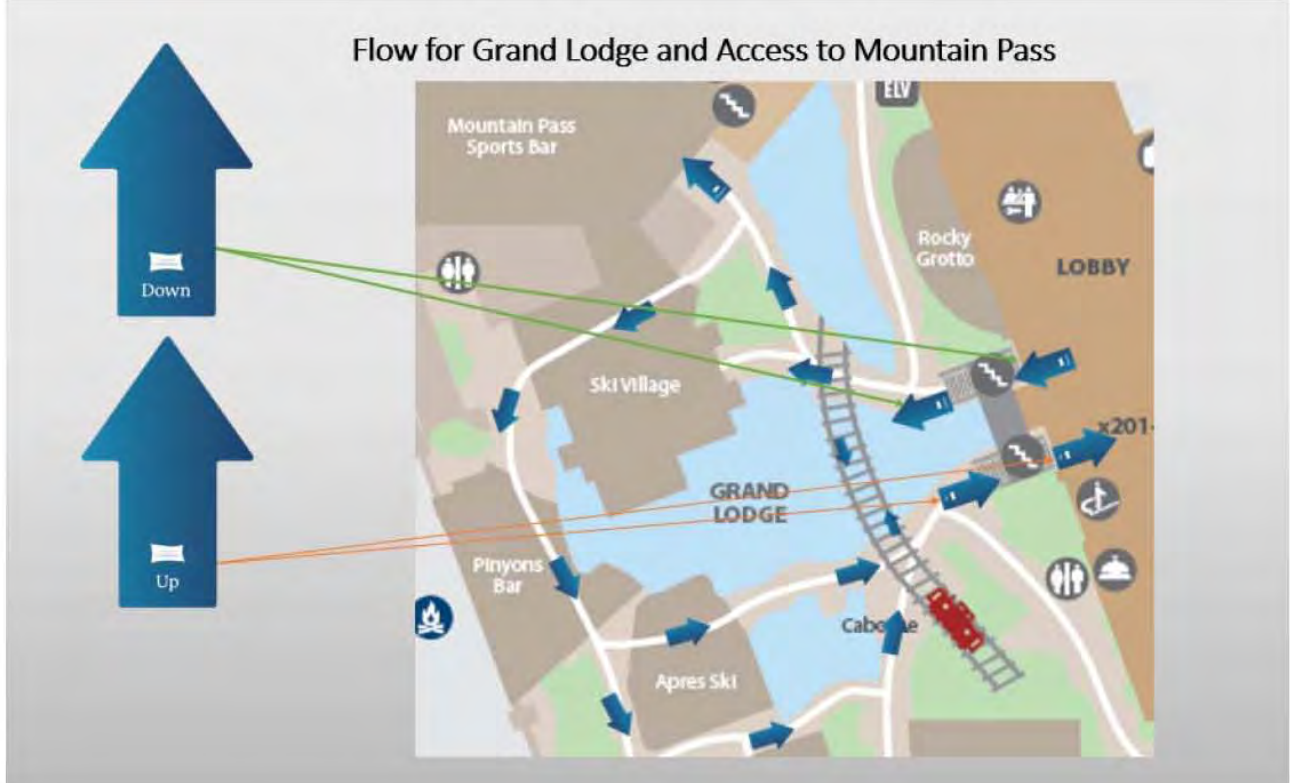 Flow for Grand Lodge and Access to Mountain Pass
Down
Up
ELV
Mountain Pass
Sports Bar
Rocky
Grotto
LOBBY
Ski Village
x201-
GRAND
LODGE
Pinyons
Bar
Apres Ski